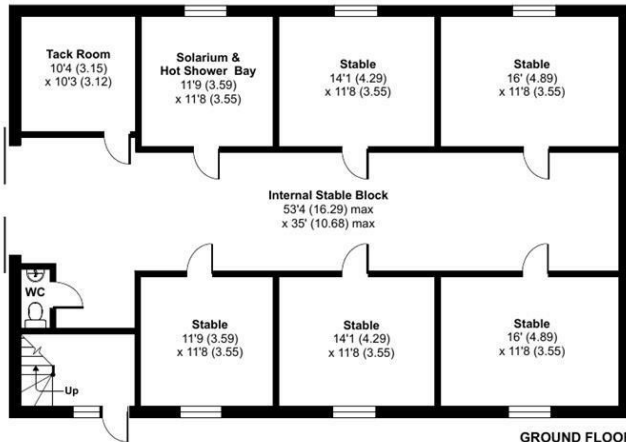 Tack Room
10'4 (3.15)
x 10'3 (3.12)
Solarium &
Hot Shower Bay
11'9 (3.59)
x 11'8 (3.55)
Stable
14'1 (4.29)
x 11'8 (3.55)
Stable
16' (4.89)
x 11'8 (3.55)
Internal Stable Block
53'4 (16.29) max
x 35' (10.68) max
WC
Up
Stable
11'9 (3.59)
x 11'8 (3.55)
Stable
14'1 (4.29)
x 11'8 (3.55)
Stable
16' (4.89)
x 11'8 (3.55)
GROUND FLOOR